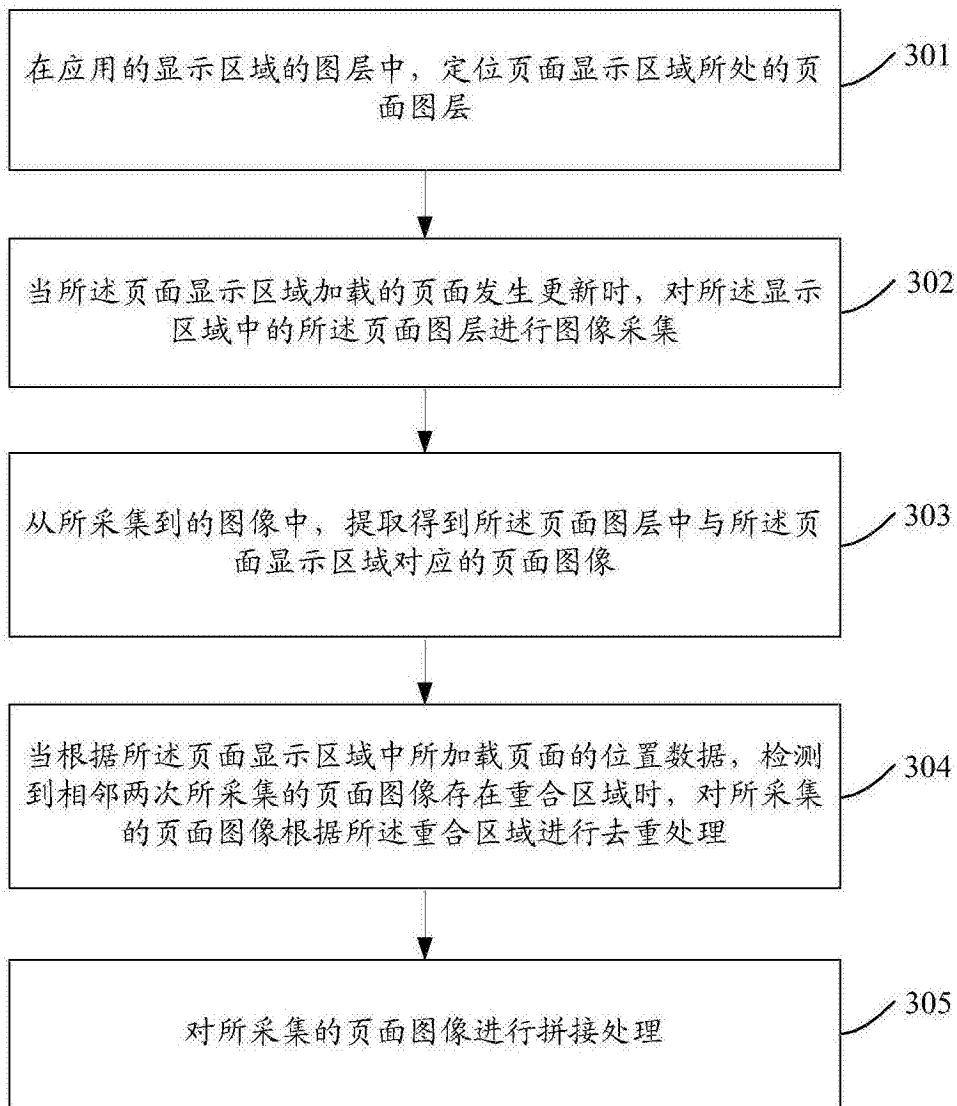 在应用的显示区域的图层中，定位页面显示区域所处的页
面图层
301
当所述页面显示区域加载的页面发生更新时，对所述显示
区域中的所述页面图层进行图像采集
302
从所采集到的图像中，提取得到所述页面图层中与所述页
面显示区域对应的页面图像
303
当根据所述页面显示区域中所加载页面的位置数据，检测
到相邻两次所采集的页面图像存在重合区域时，对所采集
的页面图像根据所述重合区域进行去重处理
304
对所采集的页面图像进行拼接处理
305